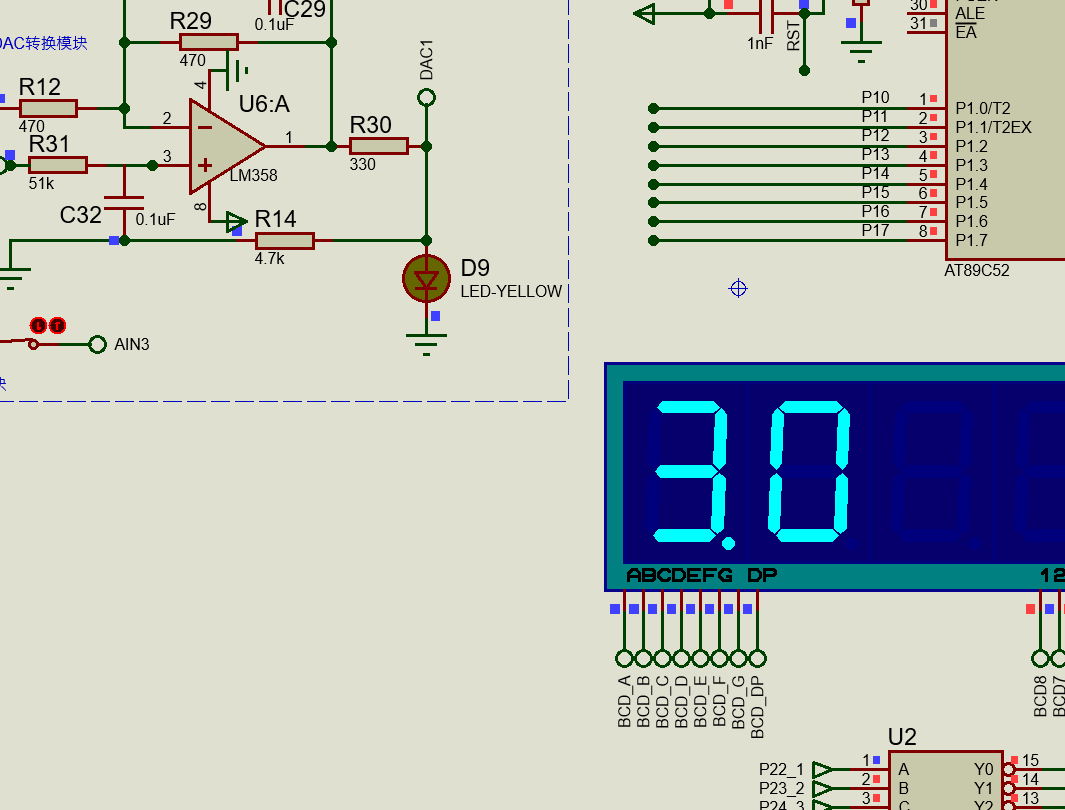 R29
C29
0.1uF
DAC转换模块
470
R12
470
R31
51k
C32
0.1uF
4
2
3
8
1
U6:A
LM358
R30
330
DAC1
R14
4.7k
D9
LED-YELLOW
AIN3
块
1nF
RST
30
ALE
31
EA
P10
1
P1.0/T2
P11
2
P1.1/T2EX
P12
3
P1.2
P13
4
P1.3
P14
5
P1.4
P15
6
P1.5
P16
7
P1.6
P17
8
P1.7
AT89C52
3.0
ABCDEFG DP
12
BCD_A
BCD_B
BCD_C
BCD_D
BCD_E
BCD_F
BCD_G
BCD_DP
BCD8
BCD7
U2
P22_1
1
A
Y0
15
P23_2
2
B
Y1
14
P24_3
3
C
Y2
13